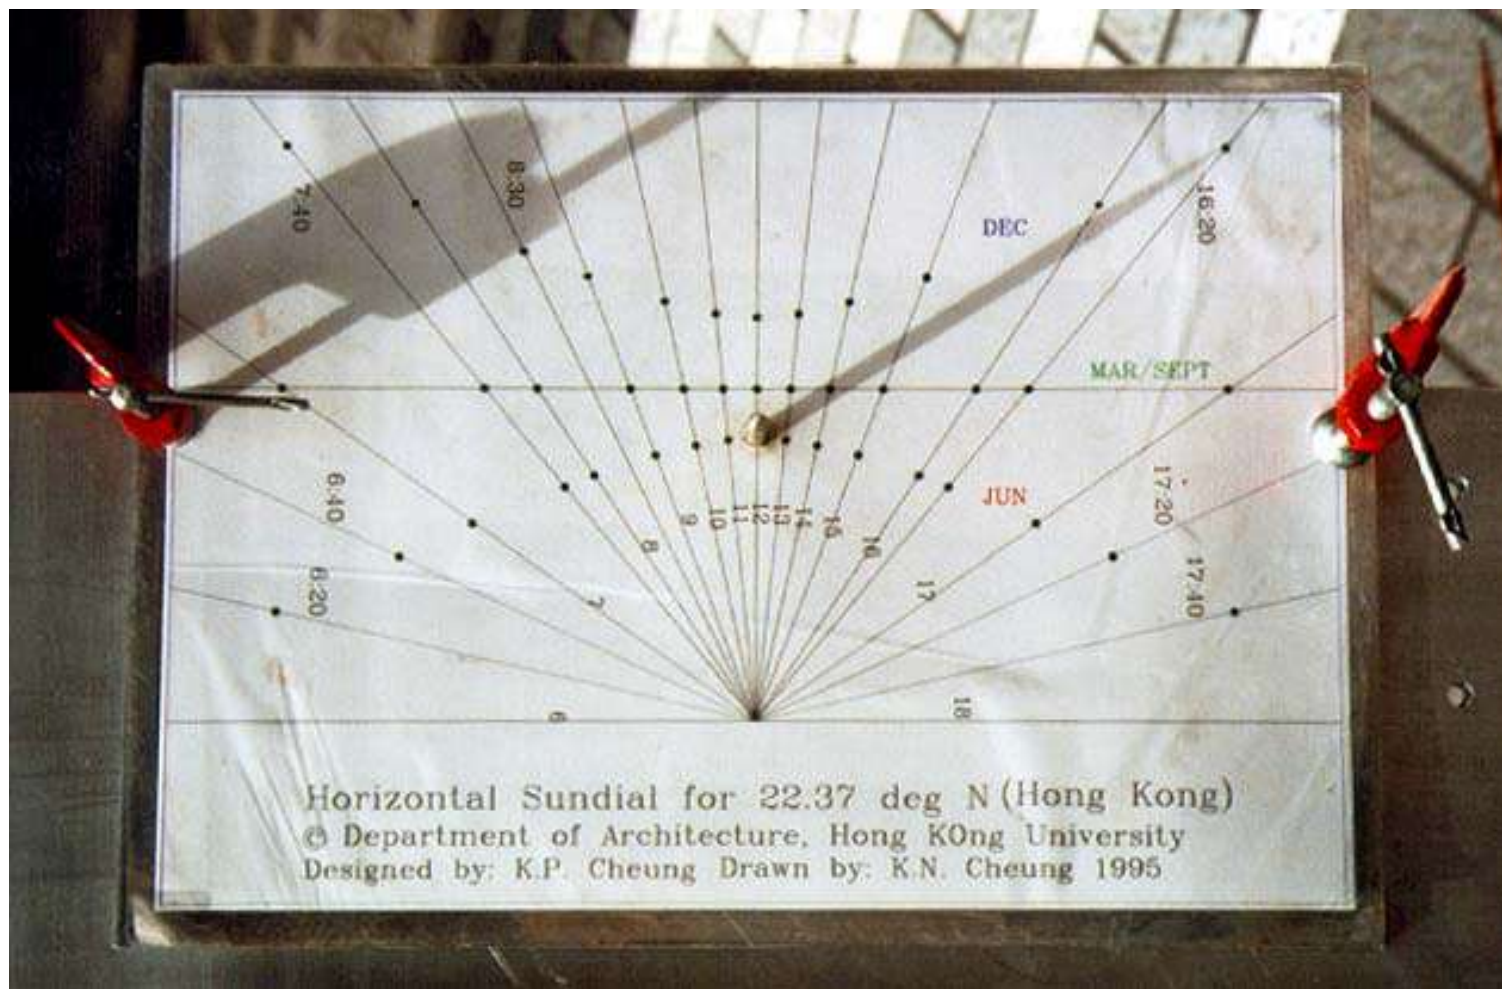 7:40
8:30
DEC
16:20
MAR/SEPT
6:40
9 10 11 12 13 14 15
JUN
17:20
8
16
6:20
7
17
17:40
6
18
Horizontal Sundial for 22.37 deg N (Hong Kong)
© Department of Architecture, Hong KOng University
Designed by: K.P. Cheung Drawn by: K.N. Cheung 1995